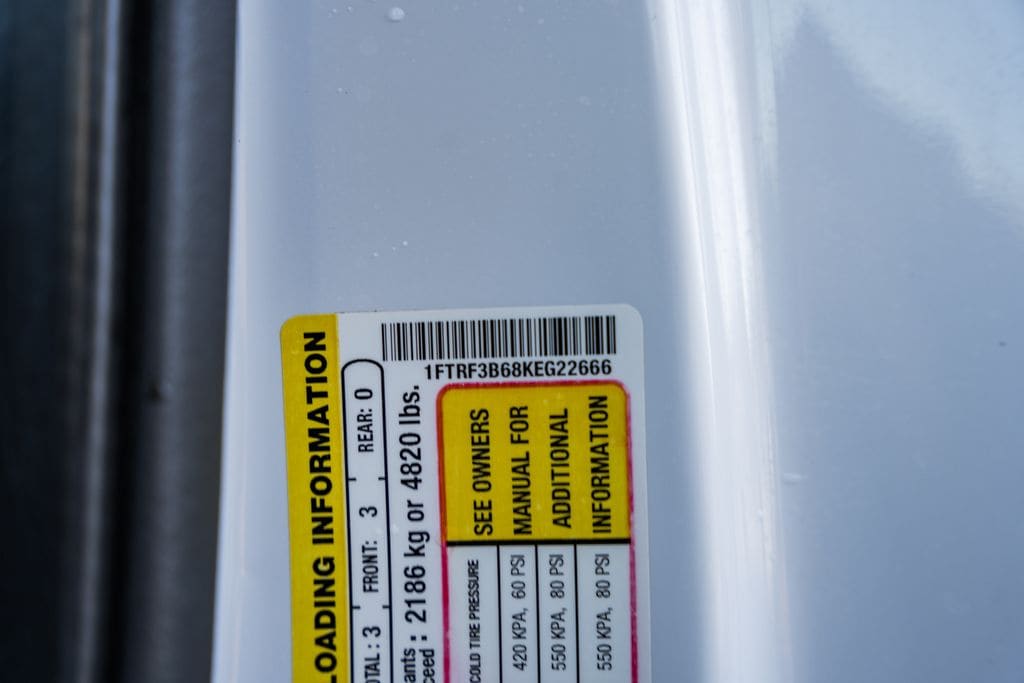 LOADING INFORMATION
OTAL: 3 FRONT: 3 REAR: 0
ants :
ceed : 2186 kg or 4820 lbs.
1FTRF3B68KEG22666
SEE OWNERS
MANUAL FOR
ADDITIONAL
INFORMATION
COLD TIRE PRESSURE
420 KPA, 60 PSI
550 KPA, 80 PSI
550 KPA, 80 PSI